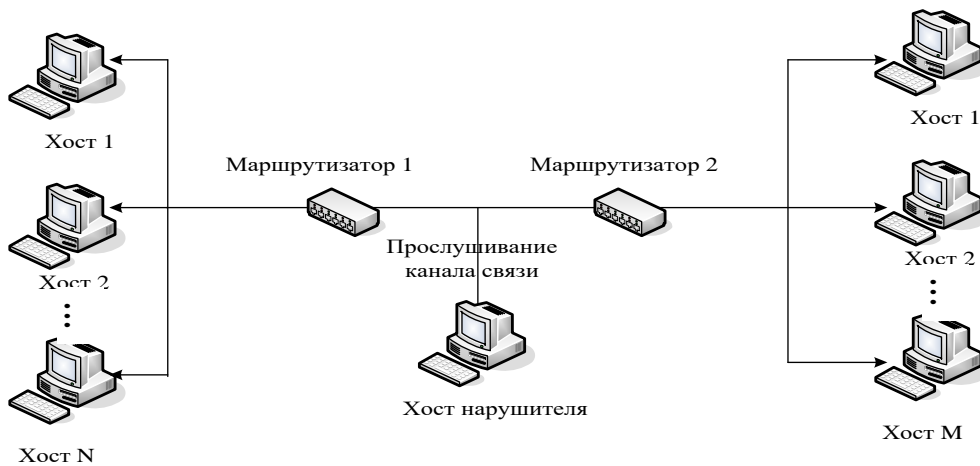 Хост 1
Хост 1
Маршрутизатор 1
Маршрутизатор 2
Прослушивание
канала связи
Хост 2
Хост 2
Хост нарушителя
Хост N
Хост M